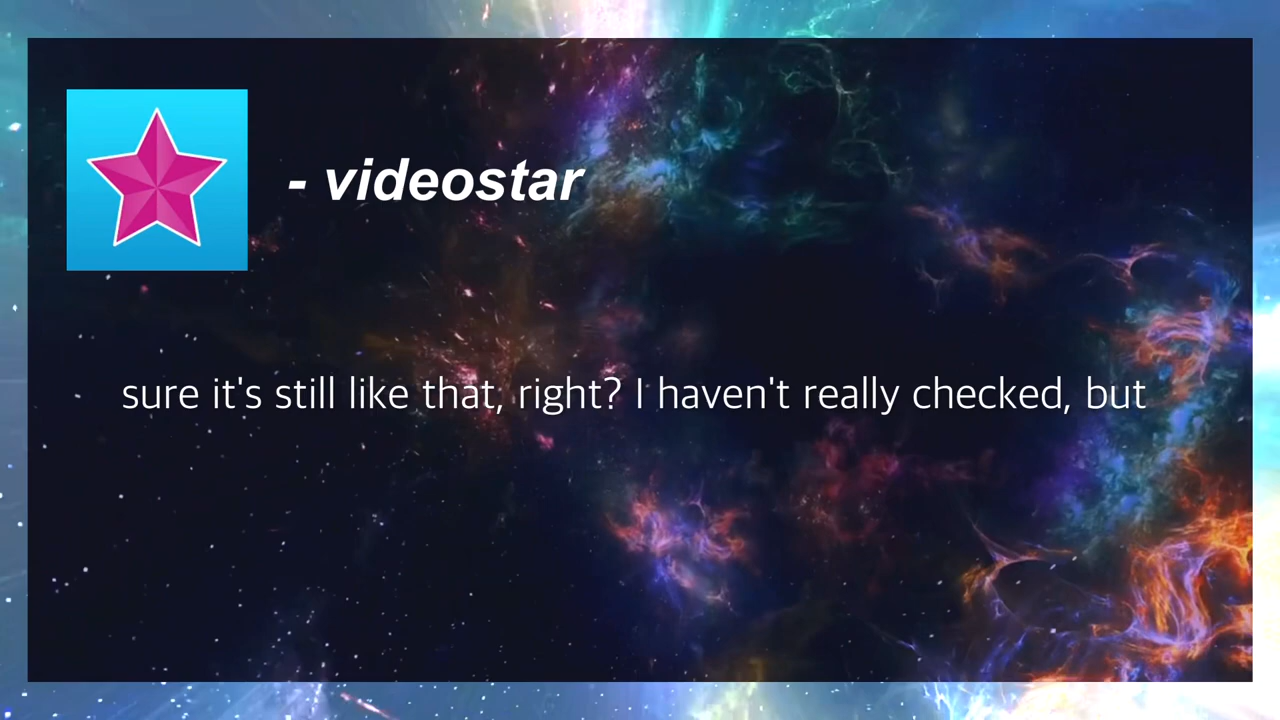 - videostar
sure it's still like that, right? I haven't really checked, but